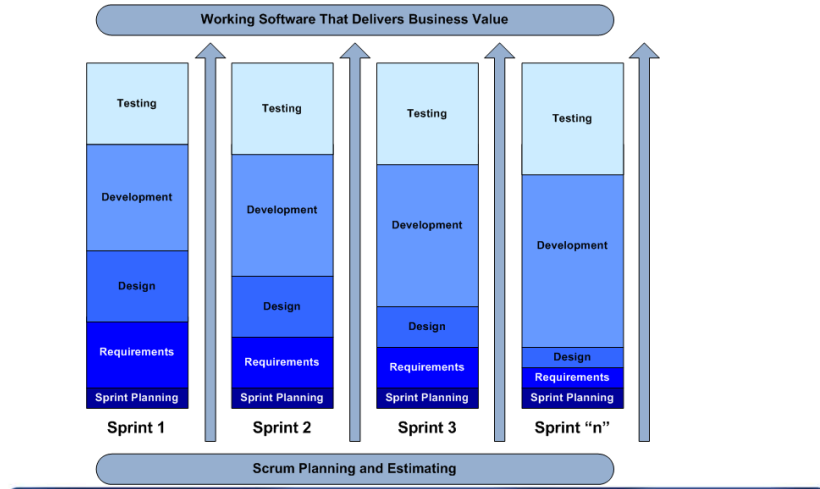 Working Software That Delivers Business Value
Testing
Development
Design
Requirements
Sprint Planning
Sprint 1
Testing
Development
Design
Requirements
Sprint Planning
Sprint 2
Testing
Development
Design
Requirements
Sprint Planning
Sprint 3
Testing
Development
Design
Requirements
Sprint Planning
Sprint “n”
Scrum Planning and Estimating